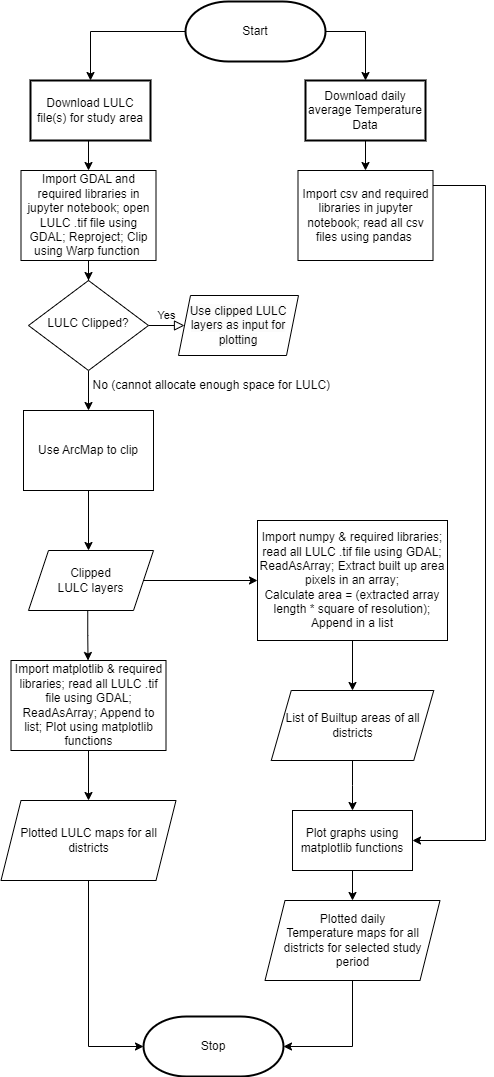 Start
Download LULC
file(s) for study area
Download daily
average Temperature
Data
Import GDAL and
required libraries in
jupyter notebook; open
LULC .tif file using
GDAL; Reproject; Clip
using Warp function
Import csv and required
libraries in jupyter
notebook; read all csv
files using pandas
LULC Clipped?
Yes
Use clipped LULC
layers as input for
plotting
No (cannot allocate enough space for LULC)
Use ArcMap to clip
Clipped
LULC layers
Import numpy & required libraries;
read all LULC .tif file using GDAL;
ReadAsArray; Extract built up area
pixels in an array;
Calculate area = (extracted array
length * square of resolution);
Append in a list
Import matplotlib & required
libraries; read all LULC .tif
file using GDAL;
ReadAsArray; Append to
list; Plot using matplotlib
functions
List of Builtup areas of all
districts
Plotted LULC maps for all
districts
Plot graphs using
matplotlib functions
Plotted daily
Temperature maps for all
districts for selected study
period
Stop